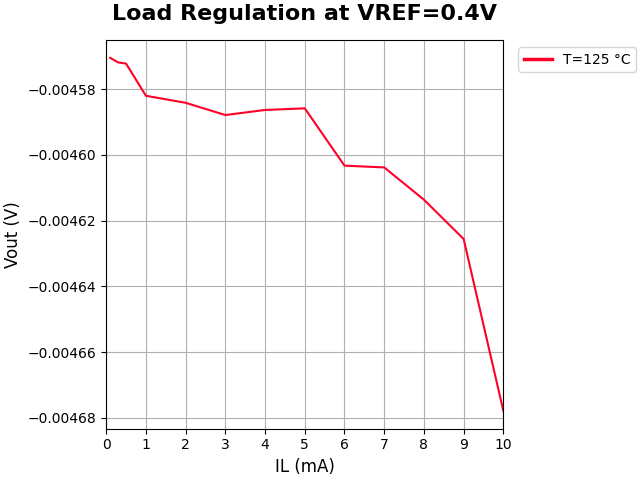 Load Regulation at VREF=0.4V
T=125 °C
Vout (V)
−0.00458
−0.00460
−0.00462
−0.00464
−0.00466
−0.00468
0 1 2 3 4 5 6 7 8 9 10
IL (mA)